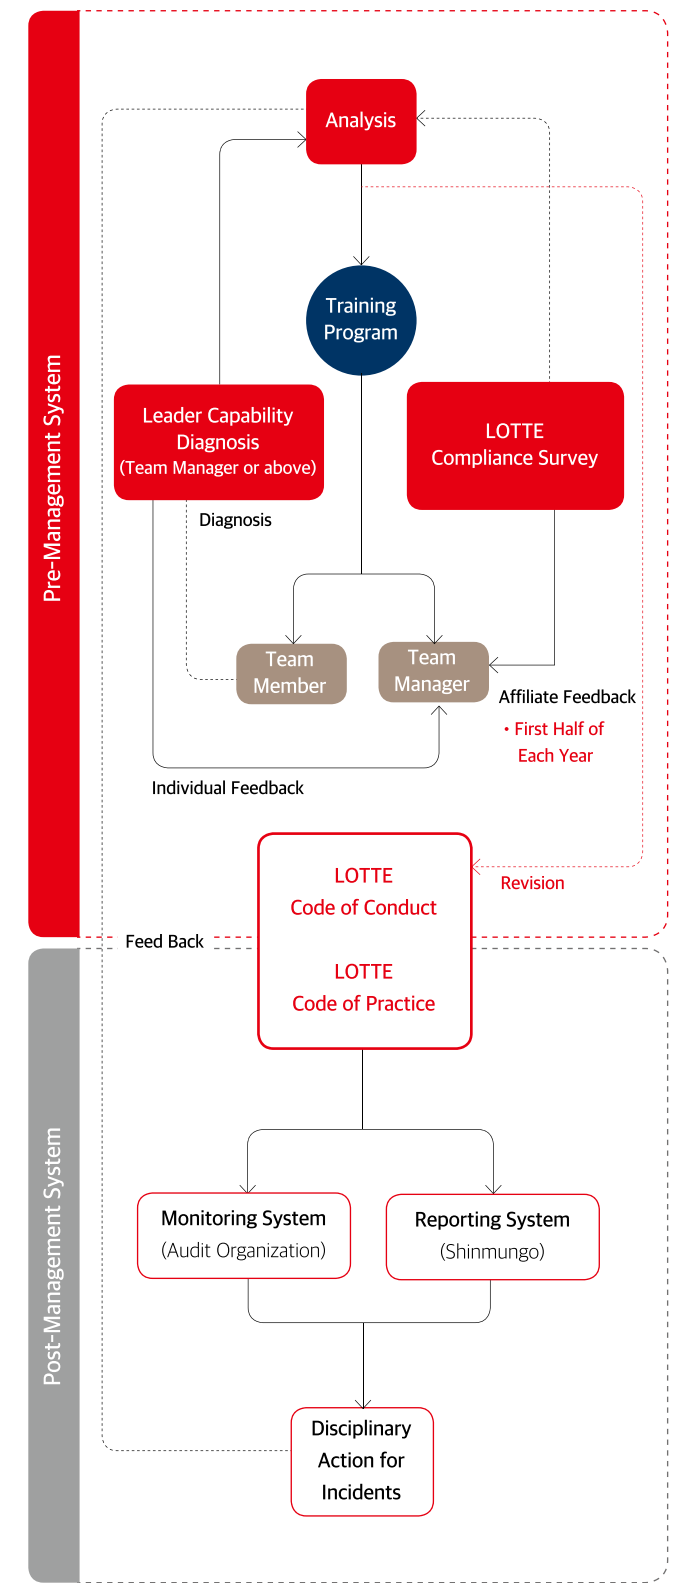 Pre-Management System
Analysis
Training
Program
Leader Capability
Diagnosis
(Team Manager or above)
LOTTE
Compliance Survey
Diagnosis
Team
Member
Team
Manager
Affiliate Feedback
• First Half of
Each Year
Individual Feedback
LOTTE
Code of Conduct
Revision
Feed Back
LOTTE
Code of Practice
Post-Management System
Monitoring System
(Audit Organization)
Reporting System
(Shinmungo)
Disciplinary
Action for
Incidents